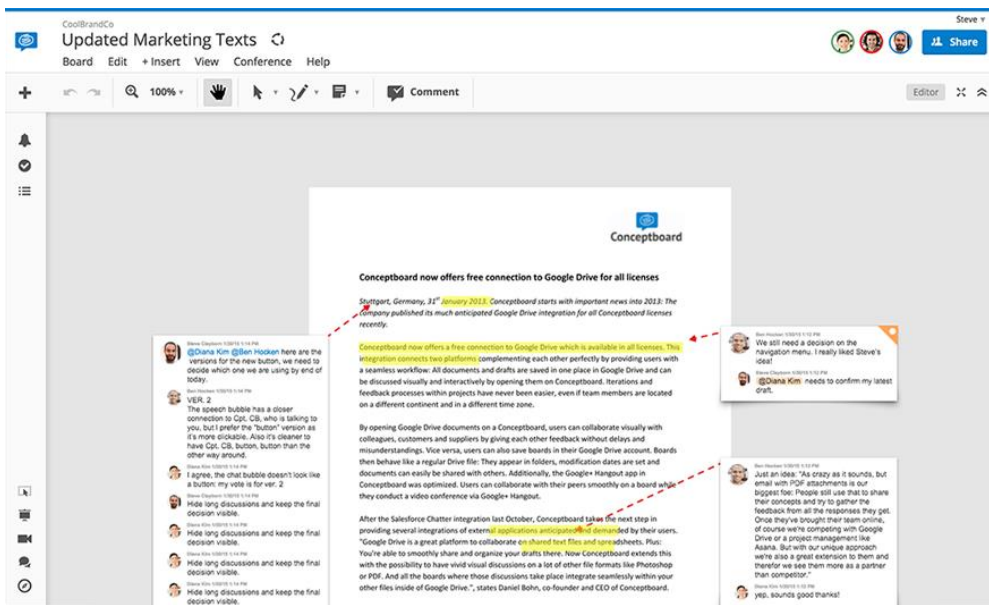 CoolBrandCo
Steve
Updated Marketing Texts
Share
Board Edit + Insert View Conference Help
100%
Comment
Editor
Conceptboard
Conceptboard now offers free connection to Google Drive for all licenses
Stuttgart, Germany, 31st January 2013. Conceptboard starts with important news into 2013: The
company published its much anticipated Google Drive integration for all Conceptboard licenses
recently.
Conceptboard now offers a free connection to Google Drive which is available in all licenses. This
integration connects two platforms complementing each other perfectly by providing users with
a seamless workflow: All documents and drafts are saved in one place in Google Drive and can
be discussed visually and interactively by opening them on Conceptboard. Iterations and
feedback processes within projects have never been easier, even if team members are located
on a different continent and in a different time zone.
By opening Google Drive documents on a Conceptboard, users can collaborate visually with
colleagues, customers and suppliers by giving each other feedback without delays and
misunderstandings. Vice versa, users can also save boards in their Google Drive account. Boards
then behave like a regular Drive file: They appear in folders, modification dates are set and
documents can easily be shared with others. Additionally, the Google+ Hangout app in
Conceptboard was optimized. Users can collaborate with their peers smoothly on a board while
they conduct a video conference via Google+ Hangout.
After the Salesforce Chatter integration last October, Conceptboard takes the next step in
providing several integrations of external applications anticipated and demanded by their users.
"Google Drive is a great platform to collaborate on shared text files and spreadsheets. Plus:
You're able to smoothly share and organize your drafts there. Now Conceptboard extends this
with the possibility to have vivid visual discussions on a lot of other file formats like Photoshop
or PDF. And all the boards where those discussions take place integrate seamlessly within your
other files inside of Google Drive.", states Daniel Bohn, co-founder and CEO of Conceptboard.
@Diana Kim @Ben Hocken here are the
versions for the new button, we need to
decide which one we are using by end of
today.
VER. 2
The speech bubble has a closer
connection to Cpt. CB, who is talking to
you, but I prefer the "button" version as
it's more clickable. Also it's cleaner to
have Cpt. CB, button, button than the
other way around.
I agree, the chat bubble doesn't look like
a button: my vote is for ver. 2
Hide long discussions and keep the final
decision visible.
Hide long discussions and keep the final
decision visible.
Hide long discussions and keep the final
decision visible.
Hide long discussions and keep the final
decision visible.
We still need a decision on the
navigation menu. I really liked Steve's
idea!
@Diana Kim needs to confirm my latest
draft.
Just an idea: "As crazy as it sounds, but
email with PDF attachments is our
biggest foe: People still use that to share
their concepts and try to gather the
feedback from all the responses they get.
Once they've brought their team online,
of course we're competing with Google
Drive or a project management like
Asana. But with our unique approach
we're also a great extension to them and
therefor we see them more as a partner
than competitor."
yep, sounds good thanks!